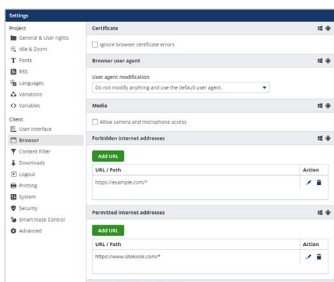 Settings
Project
General & User rights
Idle & Zoom
Fonts
RSS
Languages
Variations
Variables
Client
User interface
Browser
Content Filter
Downloads
Logout
Printing
System
Security
Smart Kiosk Control
Advanced
Certificate
Ignore browser certificate errors
Browser user agent
User agent modification
Do not modify anything and use the default user agent.
Media
Allow camera and microphone access
Forbidden internet addresses
Add URL
URL / Path Action
https://example.com/*
Permitted internet addresses
Add URL
URL / Path Action
https://www.sitekiosk.com/*